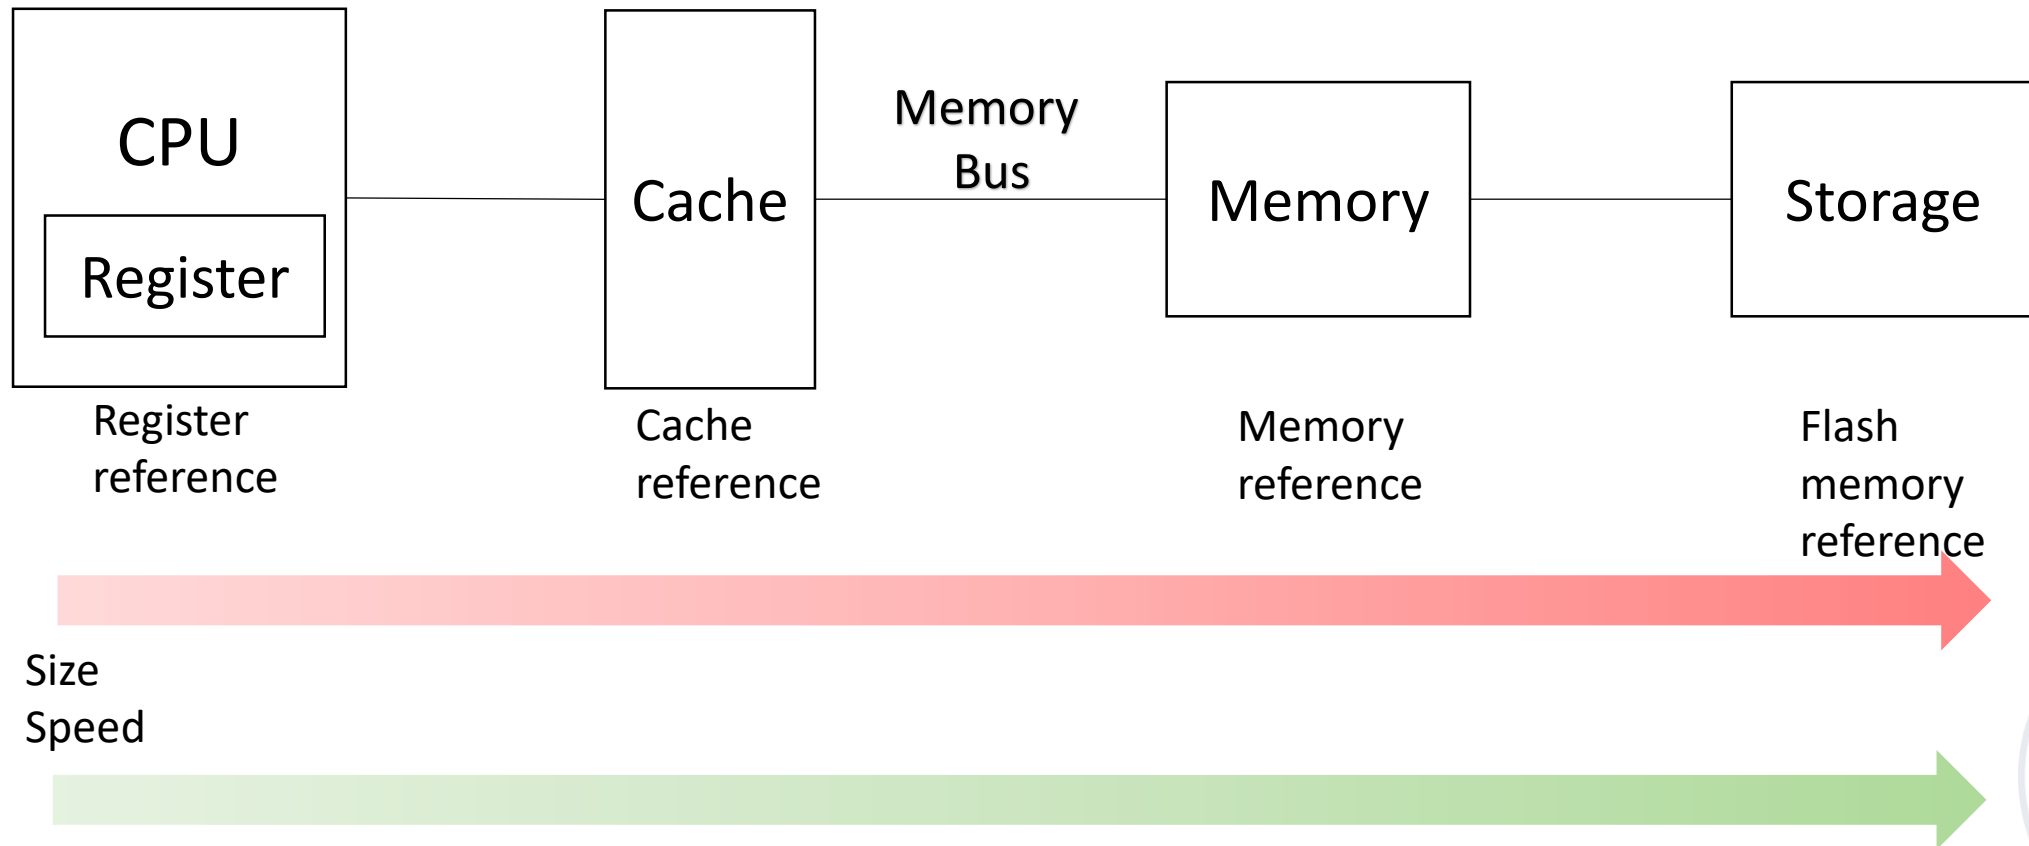 CPU
Register
Cache
Memory
Bus
Memory
Storage
Register
reference
Cache
reference
Memory
reference
Flash
memory
reference
Size
Speed